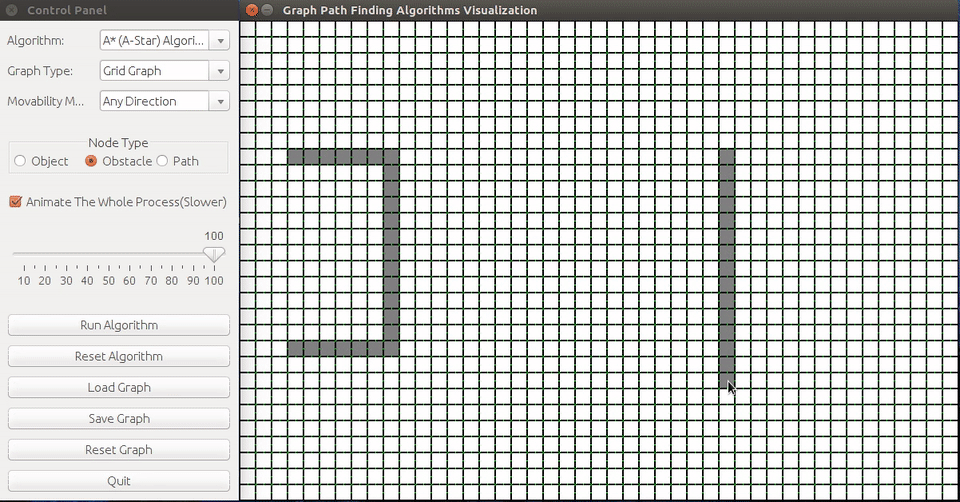 Control Panel
Graph Path Finding Algorithms Visualization
Algorithm: A* (A-Star) Algori...
Graph Type: Grid Graph
Movability M... Any Direction
Node Type
Object Obstacle Path
Animate The Whole Process(Slower)
100
10 20 30 40 50 60 70 80 90 100
Run Algorithm
Reset Algorithm
Load Graph
Save Graph
Reset Graph
Quit